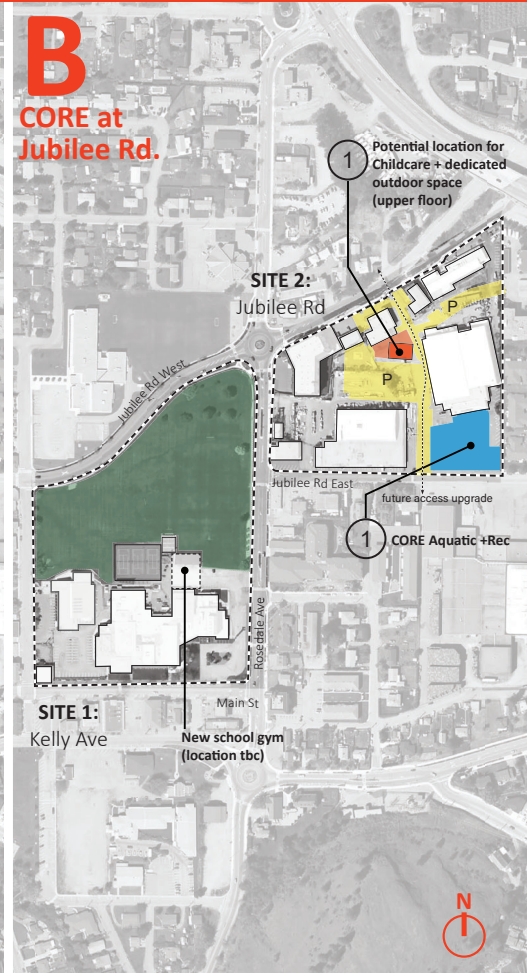 B
CORE at
Jubilee Rd.
1
Potential location for
Childcare + dedicated
outdoor space
(upper floor)
SITE 2:
Jubilee Rd
P
P
Jubilee Rd West
Jubilee Rd East
future access upgrade
1
CORE Aquatic +Rec
Rosedale Ave
Main St
SITE 1:
Kelly Ave
New school gym
(location tbc)
N